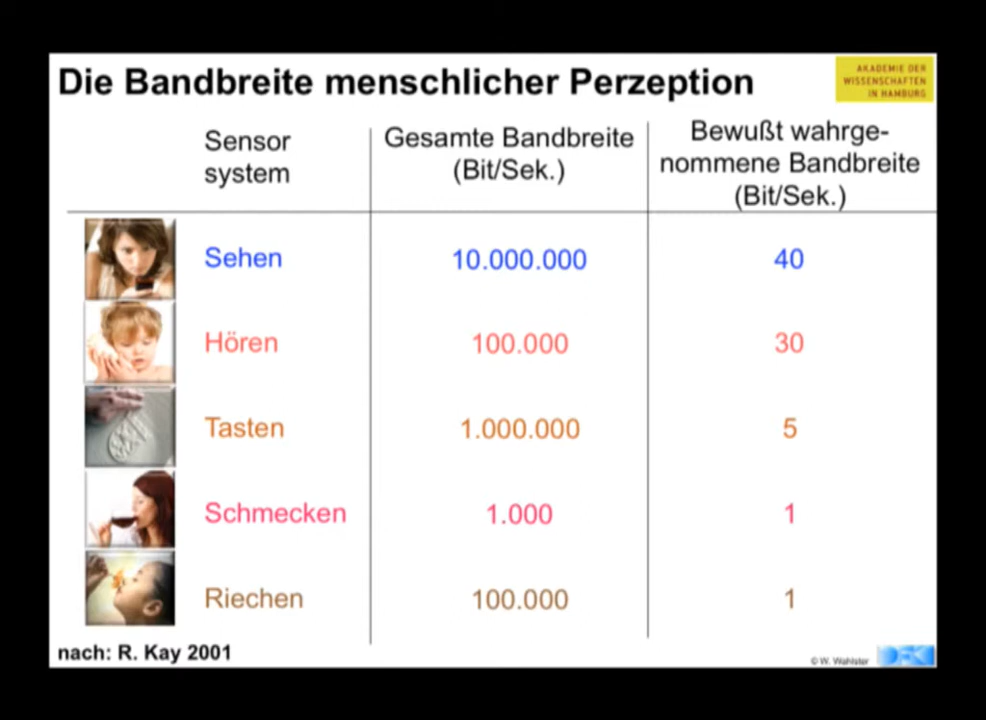 Die Bandbreite menschlicher Perzeption
AKADEMIE DER
WISSENSCHAFTEN
IN HAMBURG
Sensor
system
Gesamte Bandbreite
(Bit/Sek.)
Bewußt wahrge-
nommene Bandbreite
(Bit/Sek.)
Sehen 10.000.000 40
Hören 100.000 30
Tasten 1.000.000 5
Schmecken 1.000 1
Riechen 100.000 1
nach: R. Kay 2001
© W. Wahlster
DFKI